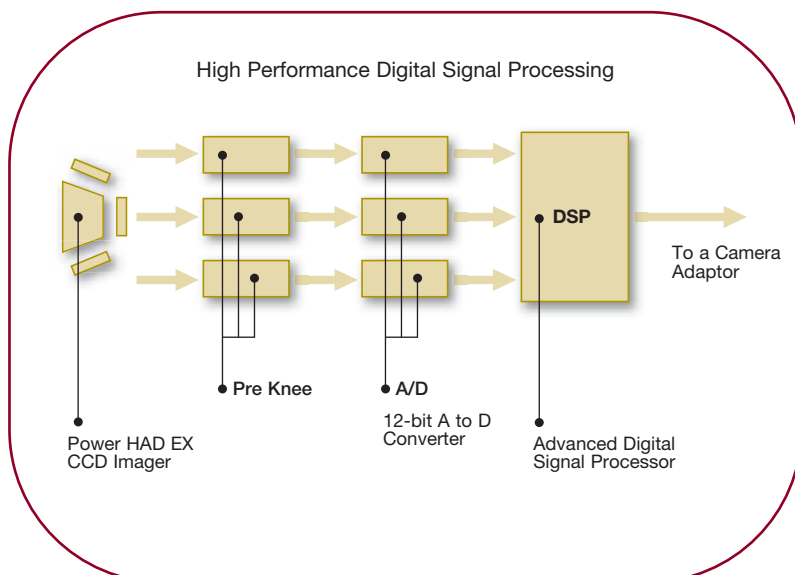 High Performance Digital Signal Processing
DSP
To a Camera
Adaptor
Pre Knee
A/D
12-bit A to D
Converter
Power HAD EX
CCD Imager
Advanced Digital
Signal Processor